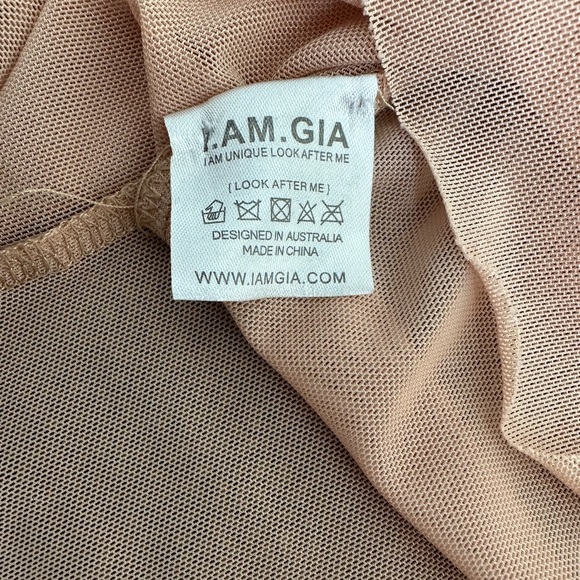 I.AM.GIA
I AM UNIQUE LOOK AFTER ME
( LOOK AFTER ME )
DESIGNED IN AUSTRALIA
MADE IN CHINA
WWW.IAMGIA.COM